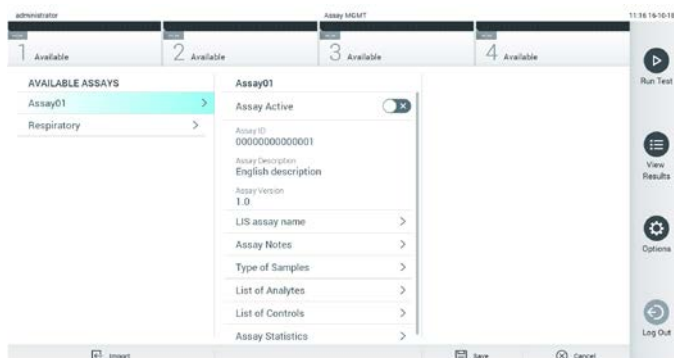 administrator
Assay MGMT
11:36 16-10-18
1 Available
2 Available
3 Available
4 Available
AVAILABLE ASSAYS
Assay01
Respiratory
Assay01
Assay Active
Assay ID
00000000000001
Assay Description
English description
Assay Version
1.0
LIS assay name
Assay Notes
Type of Samples
List of Analytes
List of Controls
Assay Statistics
Run Test
View
Results
Options
Log Out
Import
Save
Cancel